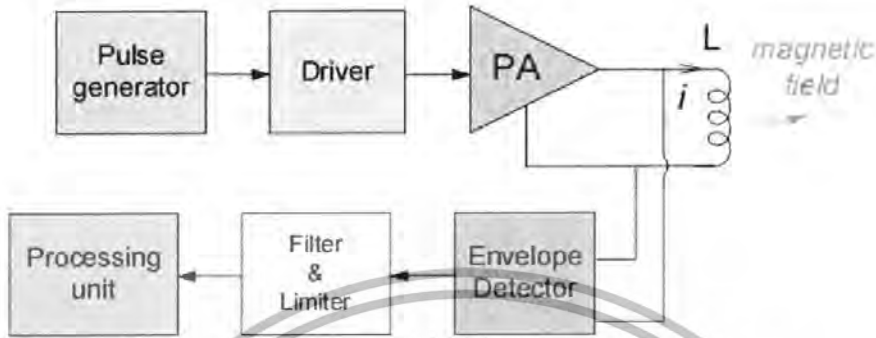 Pulse
generator
Driver
PA
L
i
magnetic
field
Processing
unit
Filter
&
Limiter
Envelope
Detector